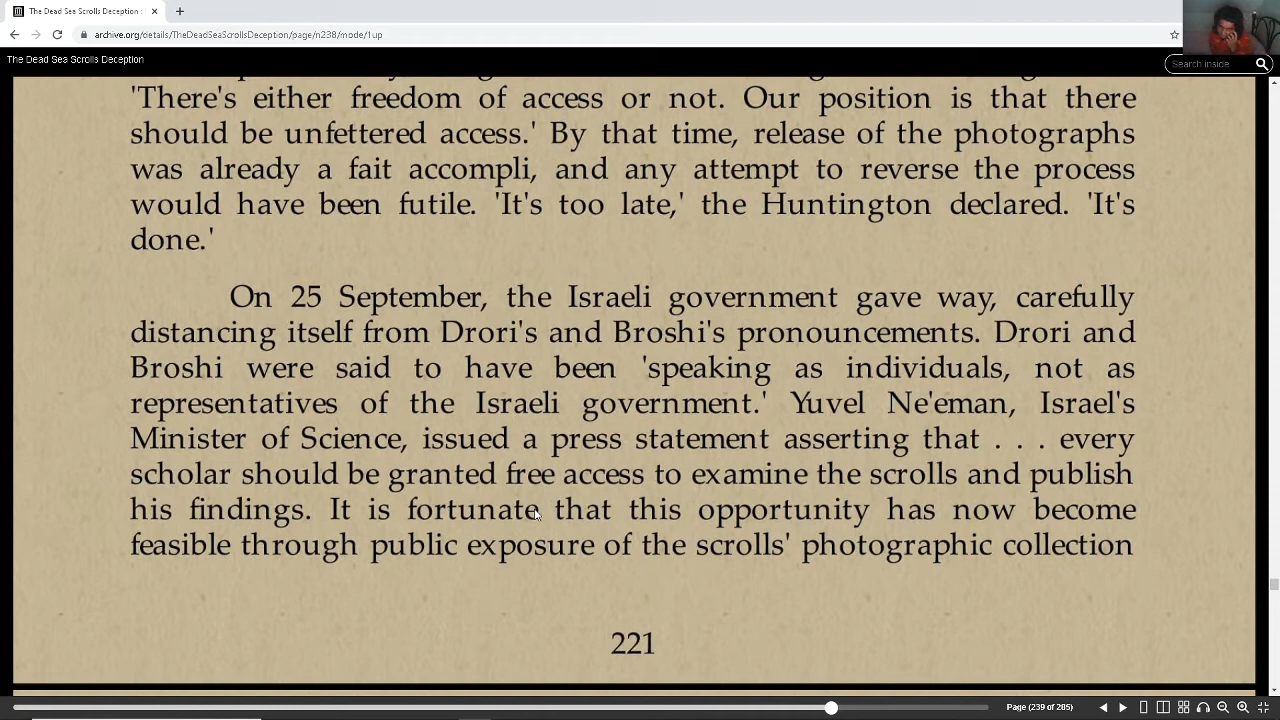 The Dead Sea Scrolls Deception :
archive.org/details/TheDeadSeaScrollsDeception/page/n238/mode/1up
The Dead Sea Scrolls Deception
Search inside
'There's either freedom of access or not. Our position is that there
should be unfettered access.' By that time, release of the photographs
was already a fait accompli, and any attempt to reverse the process
would have been futile. 'It's too late,' the Huntington declared. 'It's
done.'
On 25 September, the Israeli government gave way, carefully
distancing itself from Drori's and Broshi's pronouncements. Drori and
Broshi were said to have been 'speaking as individuals, not as
representatives of the Israeli government.' Yuvel Ne'eman, Israel's
Minister of Science, issued a press statement asserting that . . . every
scholar should be granted free access to examine the scrolls and publish
his findings. It is fortunate that this opportunity has now become
feasible through public exposure of the scrolls' photographic collection
221
Page (239 of 285)